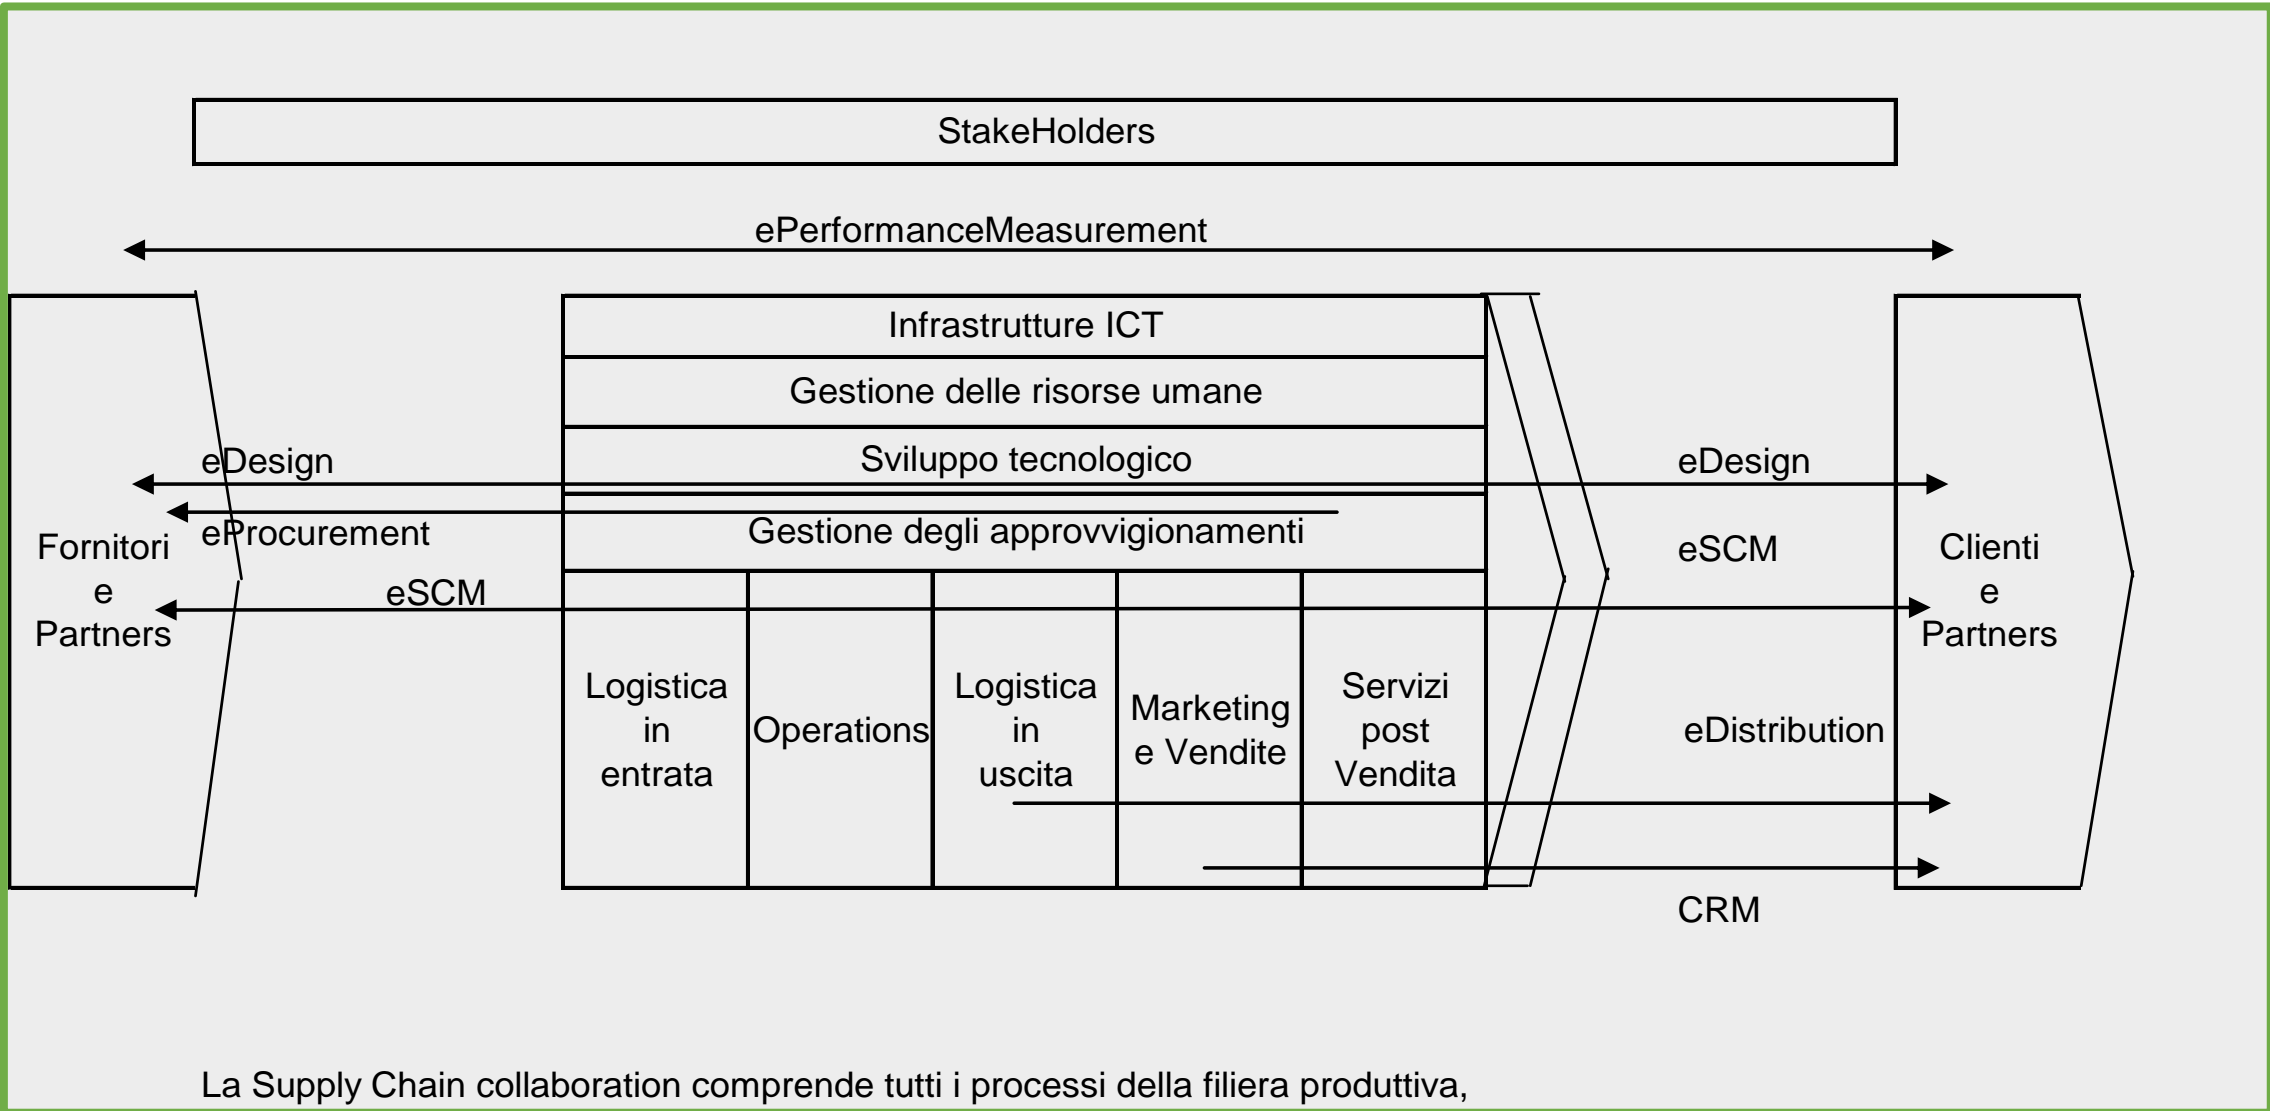 StakeHolders
ePerformanceMeasurement
Infrastrutture ICT
Gestione delle risorse umane
Sviluppo tecnologico
Gestione degli approvvigionamenti
eDesign
eProcurement
eSCM
Fornitori
e
Partners
Logistica
in
entrata
Operations
Logistica
in
uscita
Marketing
e Vendite
Servizi
post
Vendita
eDesign
eSCM
eDistribution
CRM
Clienti
e
Partners
La Supply Chain collaboration comprende tutti i processi della filiera produttiva,